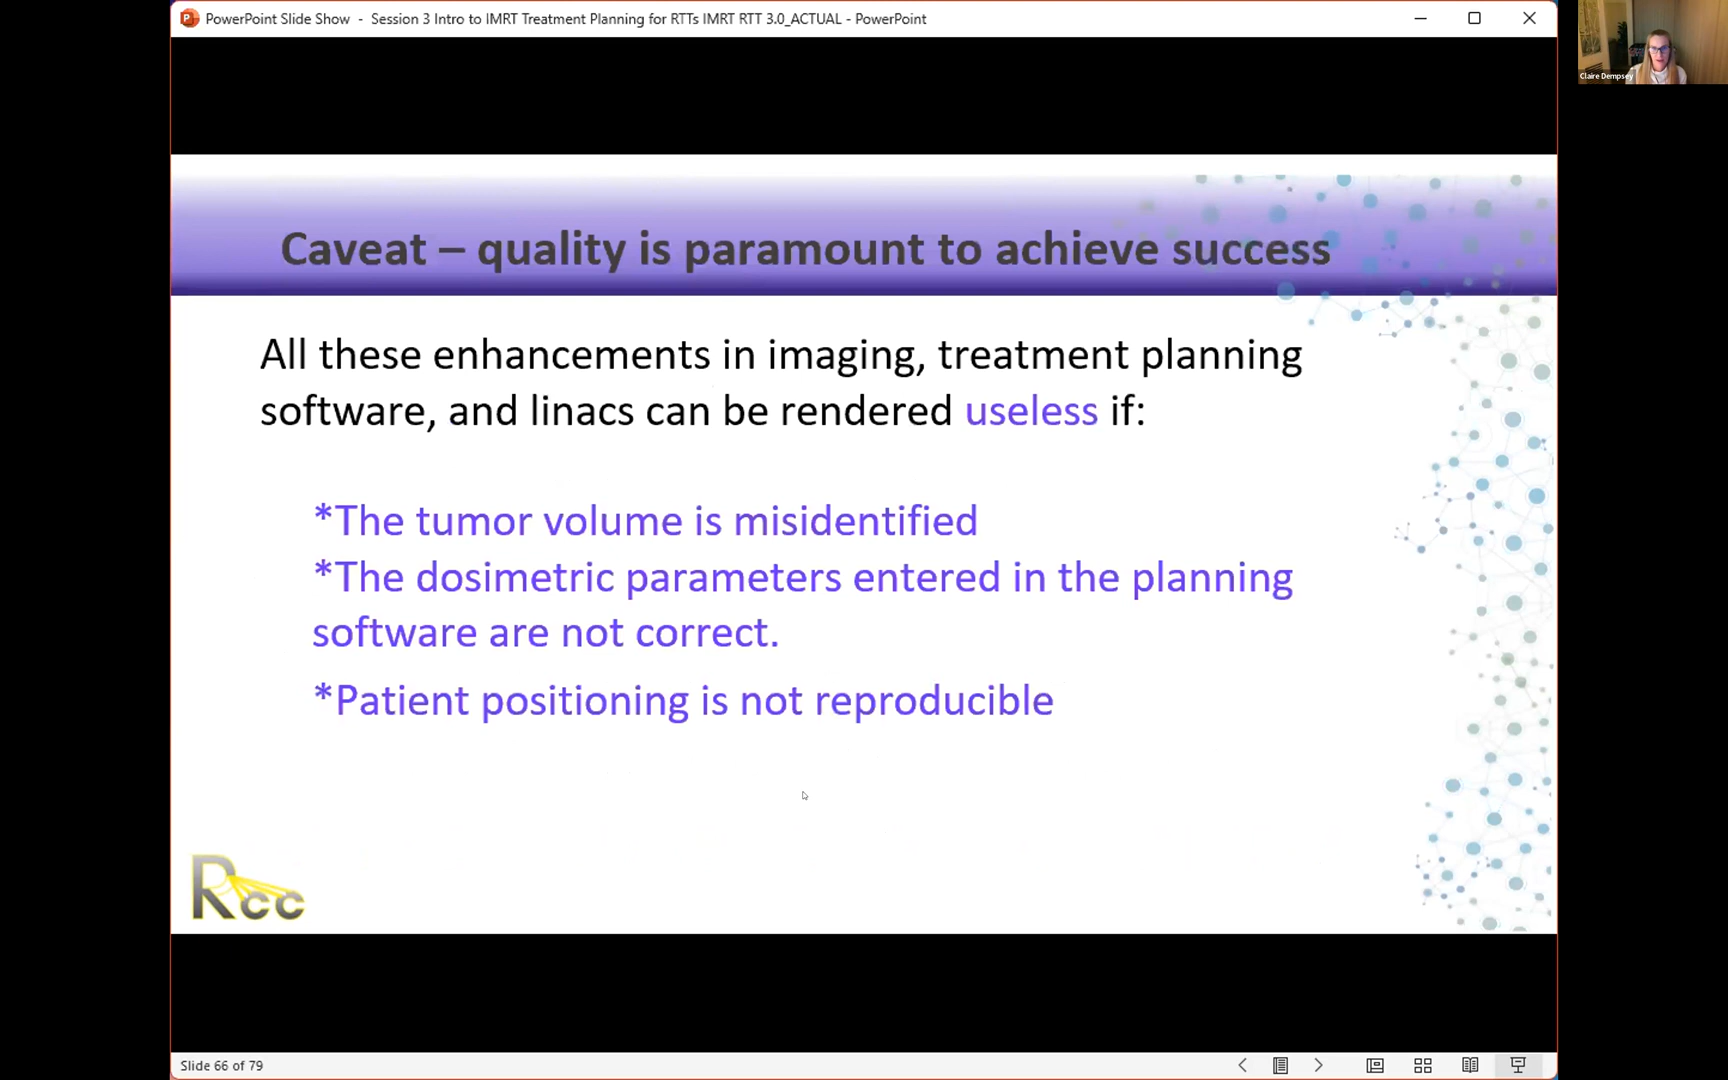 PowerPoint Slide Show - Session 3 Intro to IMRT Treatment Planning for RTTs IMRT RTT 3.0_ACTUAL - PowerPoint
Claire Dempsey
Caveat – quality is paramount to achieve success
All these enhancements in imaging, treatment planning
software, and linacs can be rendered useless if:
*The tumor volume is misidentified
*The dosimetric parameters entered in the planning
software are not correct.
*Patient positioning is not reproducible
Rcc
Slide 66 of 79